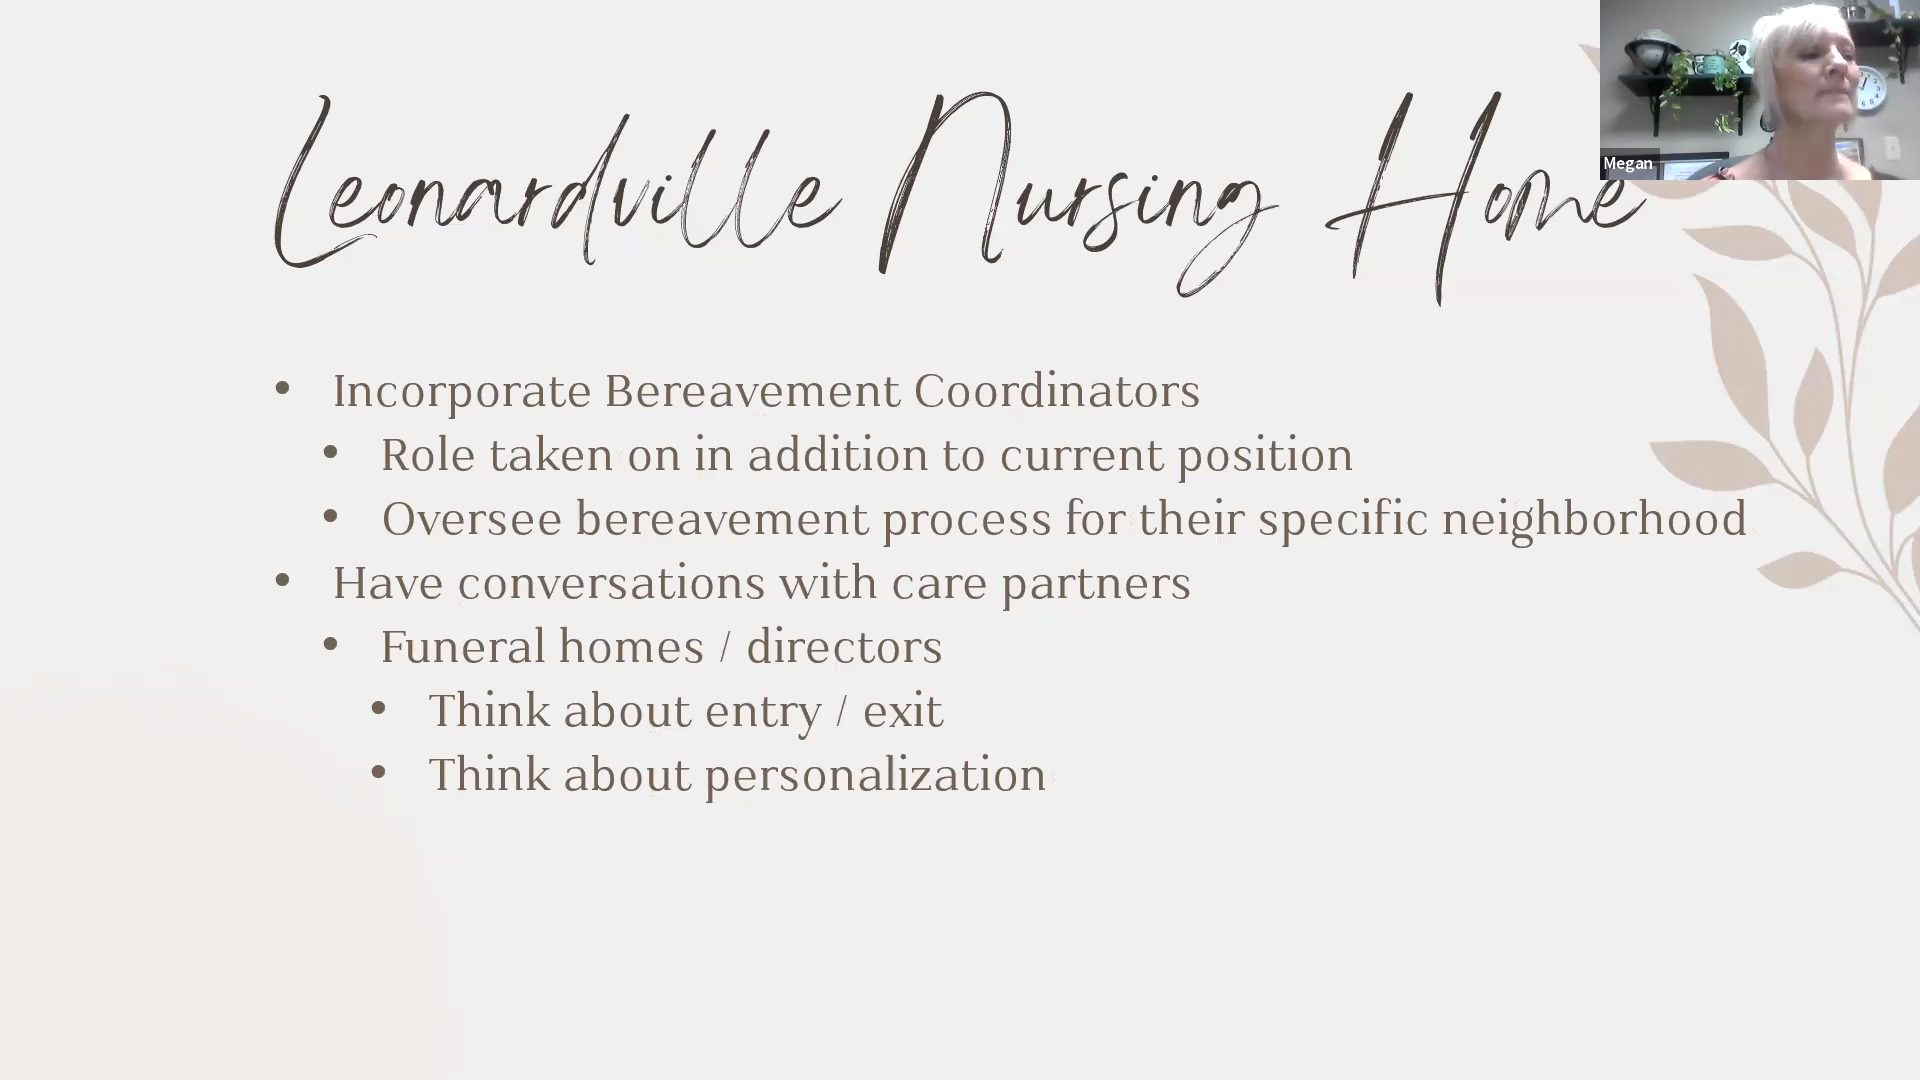 Leonardville Nursing Home
Megan
• Incorporate Bereavement Coordinators
• Role taken on in addition to current position
• Oversee bereavement process for their specific neighborhood
• Have conversations with care partners
• Funeral homes / directors
• Think about entry / exit
• Think about personalization